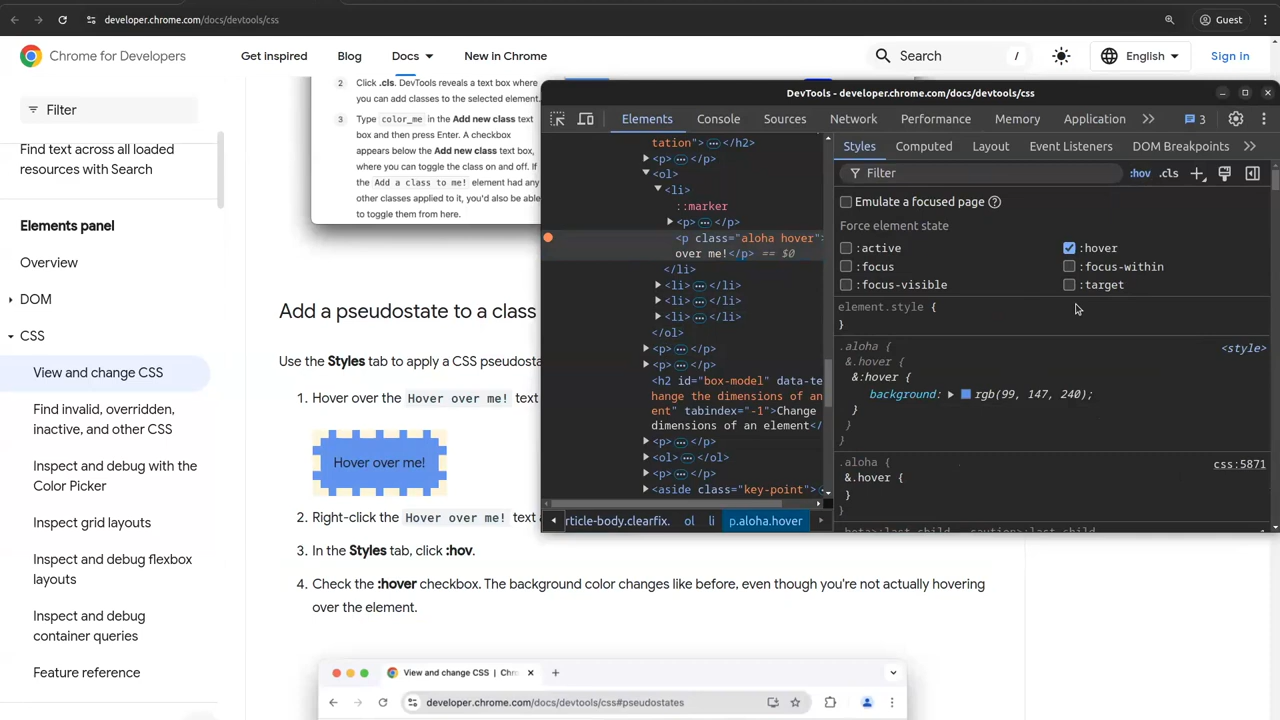 developer.chrome.com/docs/devtools/css
Guest
Chrome for Developers
Get inspired
Blog
Docs
New in Chrome
Search
/
English
Sign in
Filter
Find text across all loaded
resources with Search
Elements panel
Overview
DOM
CSS
View and change CSS
Find invalid, overridden,
inactive, and other CSS
Inspect and debug with the
Color Picker
Inspect grid layouts
Inspect and debug flexbox
layouts
Inspect and debug
container queries
Feature reference
2 Click .cls. DevTools reveals a text box where
you can add classes to the selected element.
3 Type color_me in the Add new class text
box and then press Enter. A checkbox
appears below the Add new class text box,
where you can toggle the class on and off. If
the Add a class to me! element had any
other classes applied to it, you'd also be able
to toggle them from here.
Add a pseudostate to a class
Use the Styles tab to apply a CSS pseudosta
1. Hover over the Hover over me! text
Hover over me!
2. Right-click the Hover over me! text
3. In the Styles tab, click :hov.
4. Check the :hover checkbox. The background color changes like before, even though you're not actually hovering
over the element.
View and change CSS | Chr
developer.chrome.com/docs/devtools/css#pseudostates
DevTools - developer.chrome.com/docs/devtools/css
Elements
Console
Sources
Network
Performance
Memory
Application
3
tation">…</h2>
<p>…</p>
<ol>
<li>
::marker
<p>…</p>
<p class="aloha hover">
over me!</p> == $0
</li>
<li>…</li>
<li>…</li>
<li>…</li>
</ol>
<p>…</p>
<p>…</p>
<h2 id="box-model" data-te
hange the dimensions of an
ent" tabindex="-1">Change
dimensions of an element</
<p>…</p>
<ol>…</ol>
<p>…</p>
<aside class="key-point">
rticle-body.clearfix.
ol
li
p.aloha.hover
Styles
Computed
Layout
Event Listeners
DOM Breakpoints
Filter
:hov
.cls
Emulate a focused page
Force element state
:active
:hover
:focus
:focus-within
:focus-visible
:target
element.style {
}
.aloha {
<style>
&.hover {
&:hover {
background: rgb(99, 147, 240);
}
}
}
.aloha {
css:5871
&.hover {
}
}